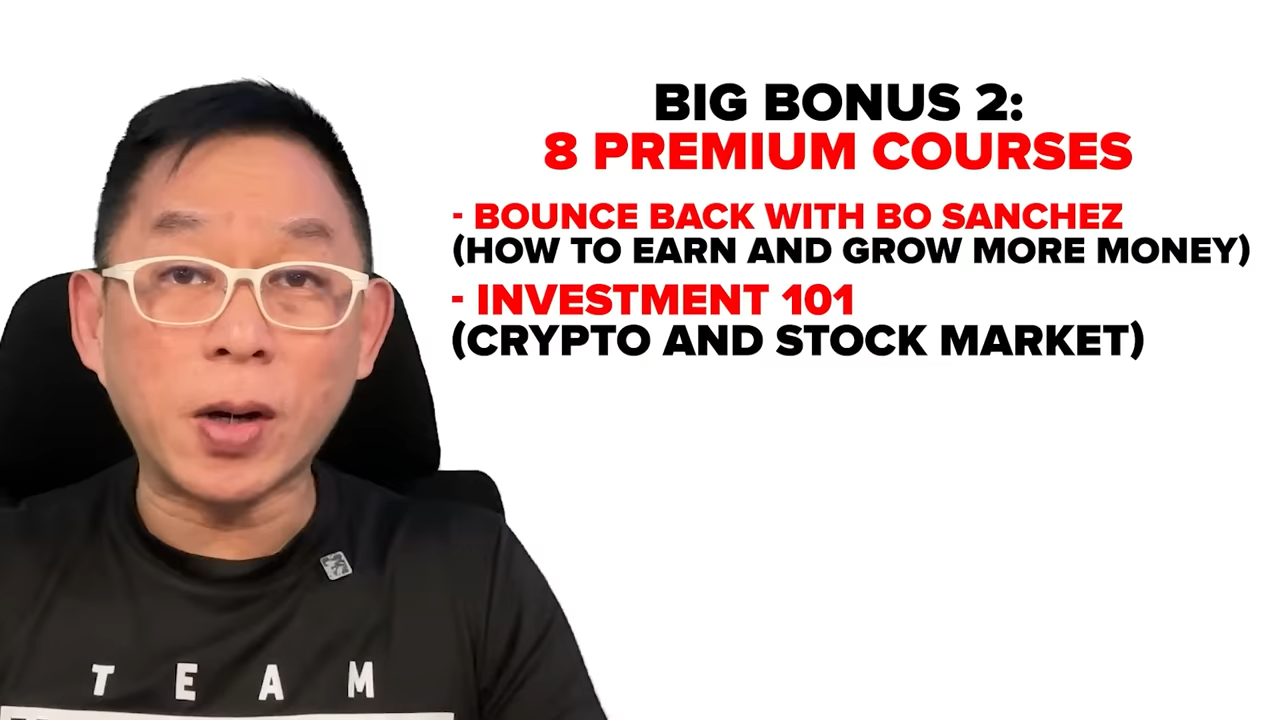 BIG BONUS 2:
8 PREMIUM COURSES
- BOUNCE BACK WITH BO SANCHEZ
(HOW TO EARN AND GROW MORE MONEY)
- INVESTMENT 101
(CRYPTO AND STOCK MARKET)
TEAM